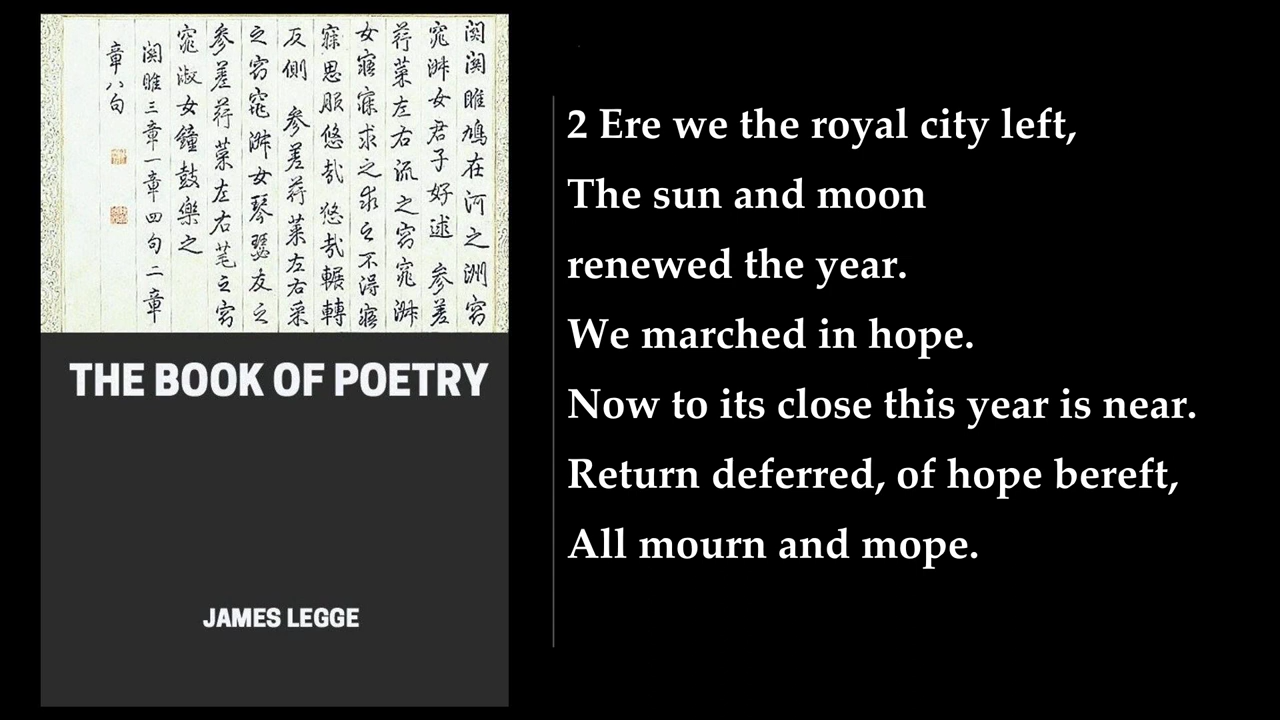 關關雎鳩在河之洲窈
窕淑女君子好逑 參差
荇菜左右流之窈窕淑
女寤寐求之求之不得寤
寐思服悠哉悠哉輾轉
反側 參差荇菜左右采
之窈窕淑女琴瑟友之
參差荇菜左右芼之窈
窕淑女鐘鼓樂之
關雎三章一章四句二章
章八句
THE BOOK OF POETRY
JAMES LEGGE
2 Ere we the royal city left,
The sun and moon
renewed the year.
We marched in hope.
Now to its close this year is near.
Return deferred, of hope bereft,
All mourn and mope.